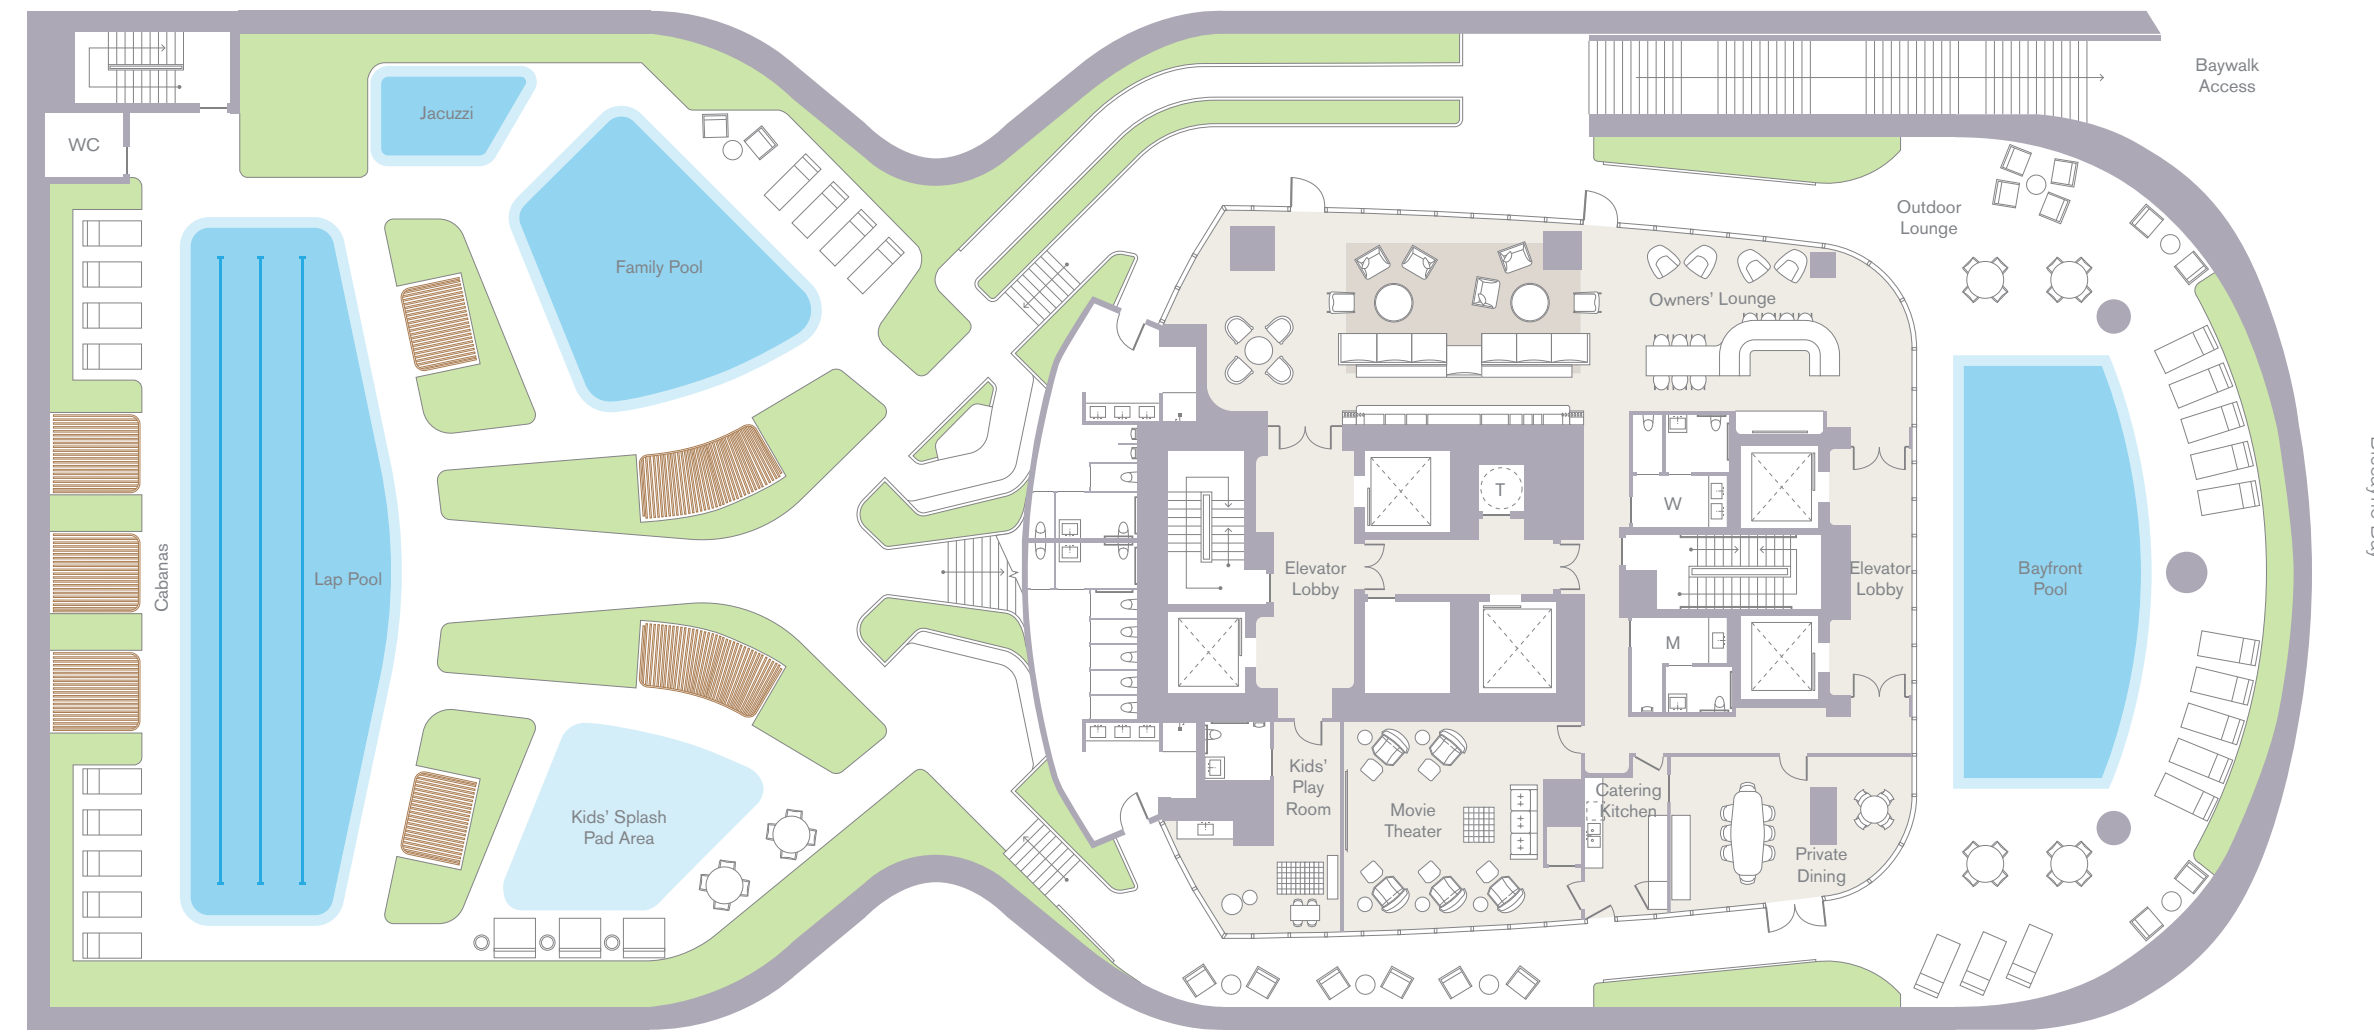 Baywalk
Access
Jacuzzi
WC
Outdoor
Lounge
Family Pool
Owners' Lounge
T
W
Elevator
Lobby
Elevator
Lobby
Bayfront
Pool
Cabanas
Lap Pool
M
Kids'
Play
Room
Movie
Theater
Catering
Kitchen
Kids' Splash
Pad Area
Private
Dining